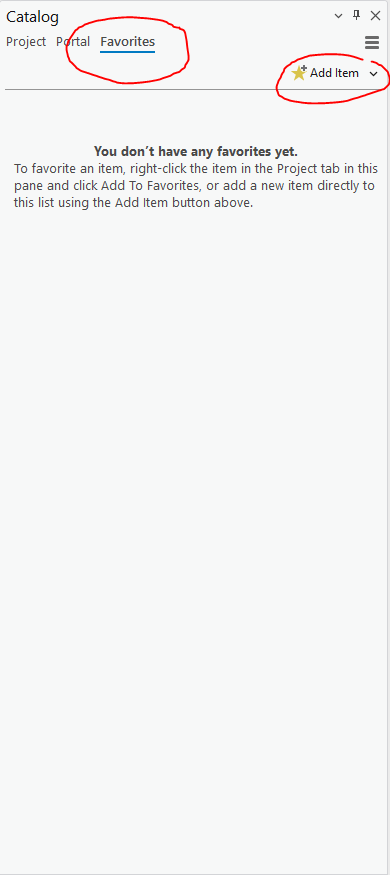 Catalog
Project Portal Favorites
Add Item
You don't have any favorites yet.
To favorite an item, right-click the item in the Project tab in this
pane and click Add To Favorites, or add a new item directly to
this list using the Add Item button above.